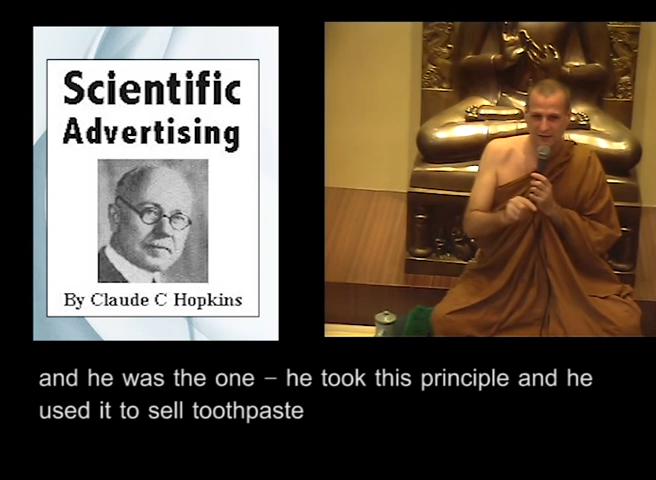 Scientific
Advertising
By Claude C Hopkins
and he was the one – he took this principle and he
used it to sell toothpaste